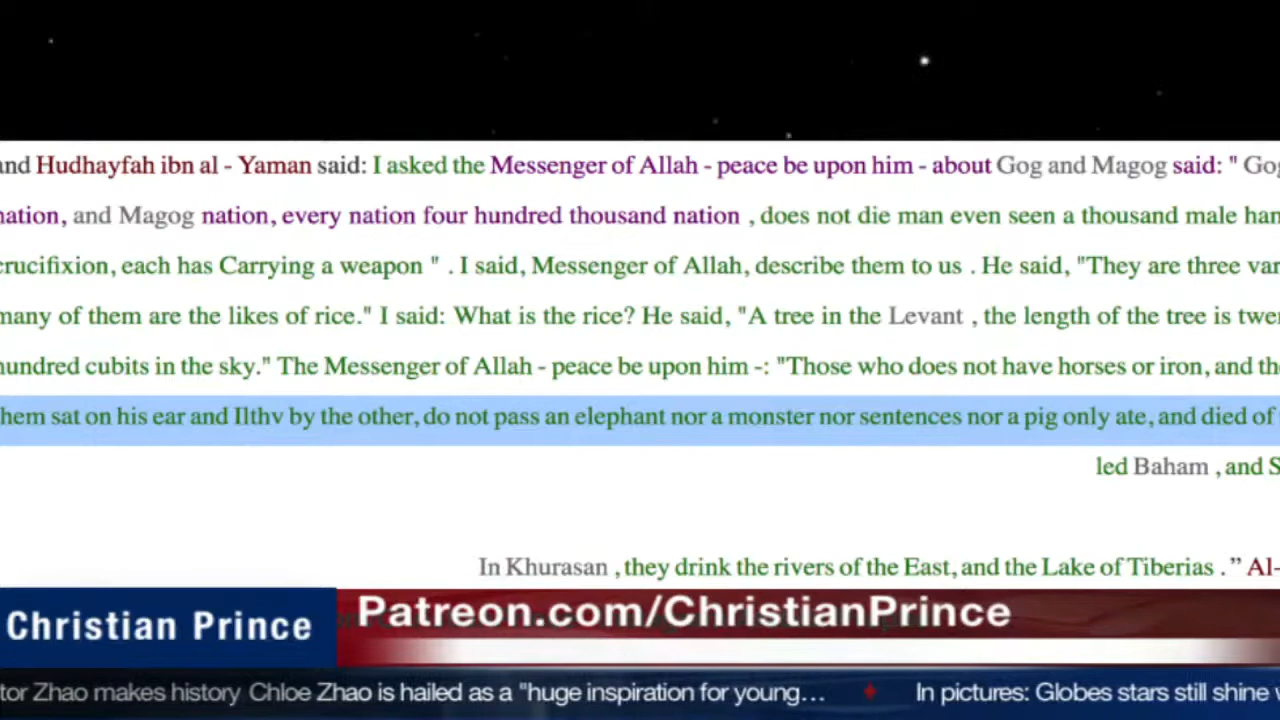 and Hudhayfah ibn al - Yaman said: I asked the Messenger of Allah - peace be upon him - about Gog and Magog said: " Gog
nation, and Magog nation, every nation four hundred thousand nation , does not die man even seen a thousand male han
crucifixion, each has Carrying a weapon " . I said, Messenger of Allah, describe them to us . He said, "They are three var
many of them are the likes of rice." I said: What is the rice? He said, "A tree in the Levant , the length of the tree is twen
hundred cubits in the sky." The Messenger of Allah - peace be upon him -: "Those who does not have horses or iron, and the
them sat on his ear and Ilthv by the other, do not pass an elephant nor a monster nor sentences nor a pig only ate, and died of
led Baham , and S
In Khurasan , they drink the rivers of the East, and the Lake of Tiberias .” Al-
Christian Prince
Patreon.com/ChristianPrince
tor Zhao makes history Chloe Zhao is hailed as a "huge inspiration for young... In pictures: Globes stars still shine